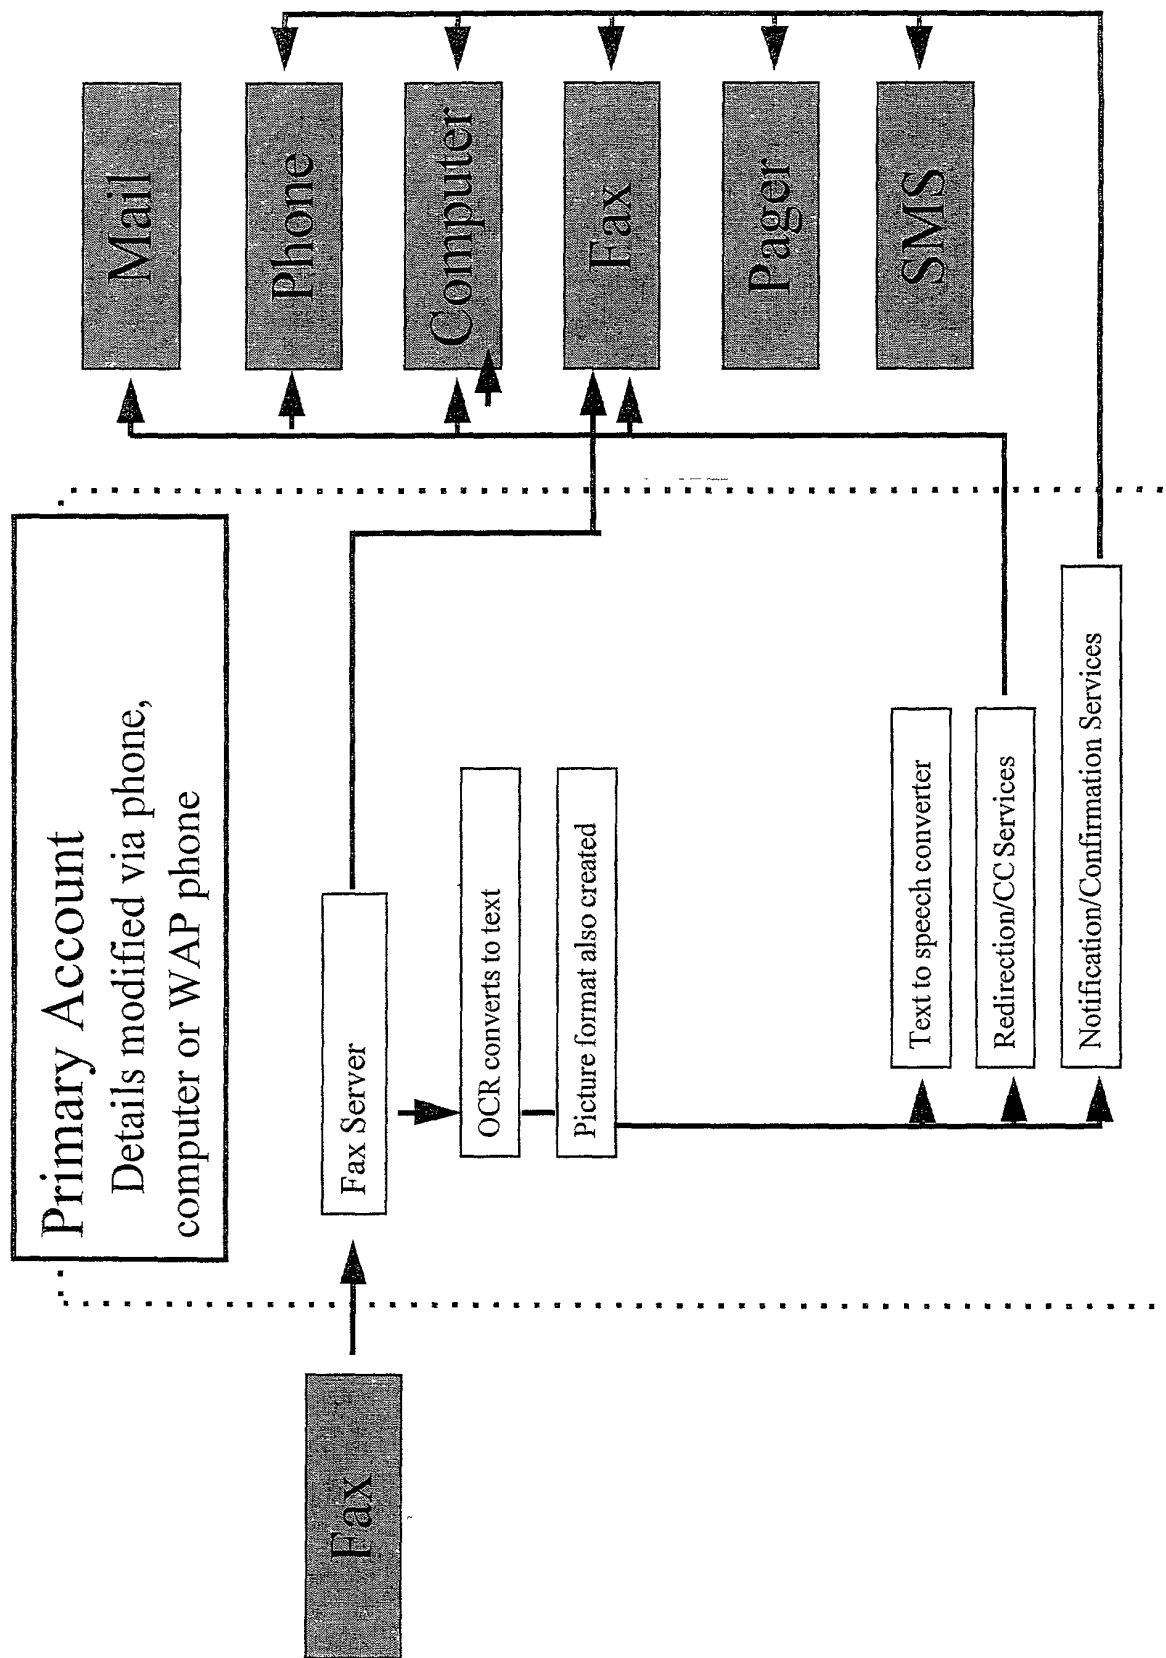 Primary Account
Details modified via phone,
computer or WAP phone
Fax
Fax Server
OCR converts to text
Picture format also created
Text to speech converter
Redirection/CC Services
Notification/Confirmation Services
Mail
Phone
Computer
Fax
Pager
SMS